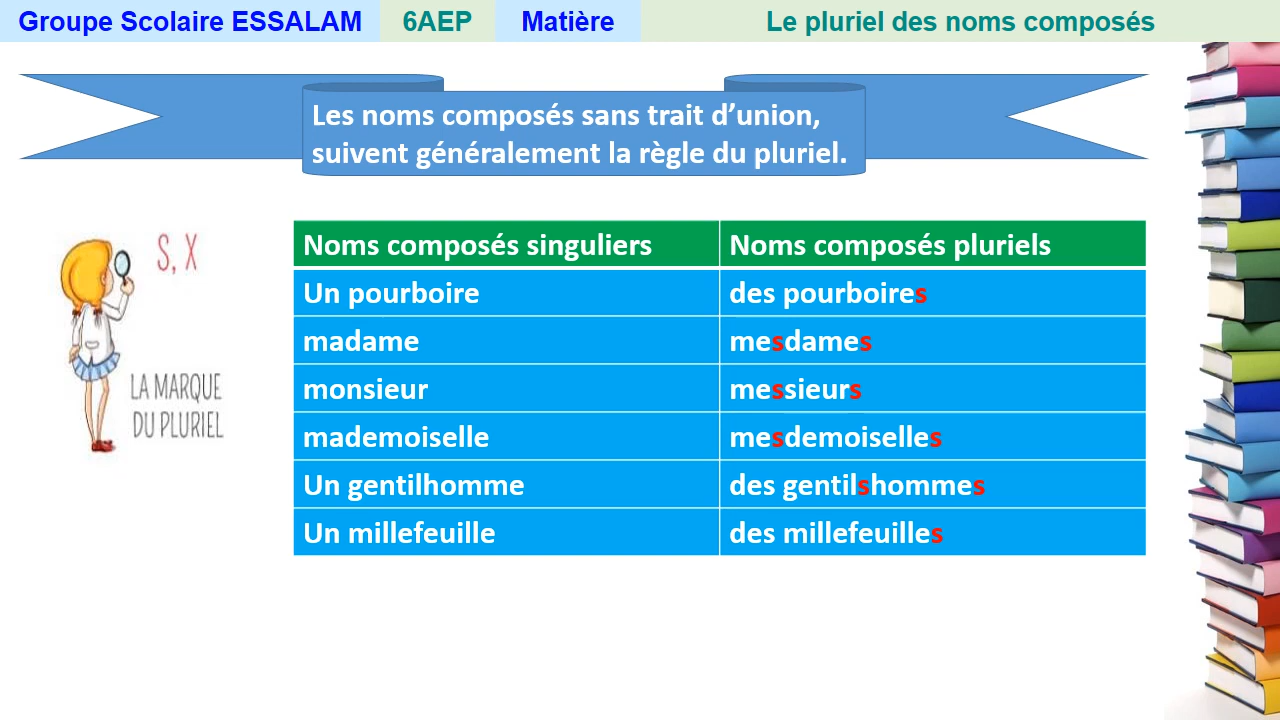 Groupe Scolaire ESSALAM 6AEP Matière Le pluriel des noms composés
Les noms composés sans trait d’union,
suivent généralement la règle du pluriel.
S, X
LA MARQUE
DU PLURIEL
Noms composés singuliers Noms composés pluriels
Un pourboire des pourboires
madame mesdames
monsieur messieurs
mademoiselle mesdemoiselles
Un gentilhomme des gentilshommes
Un millefeuille des millefeuilles